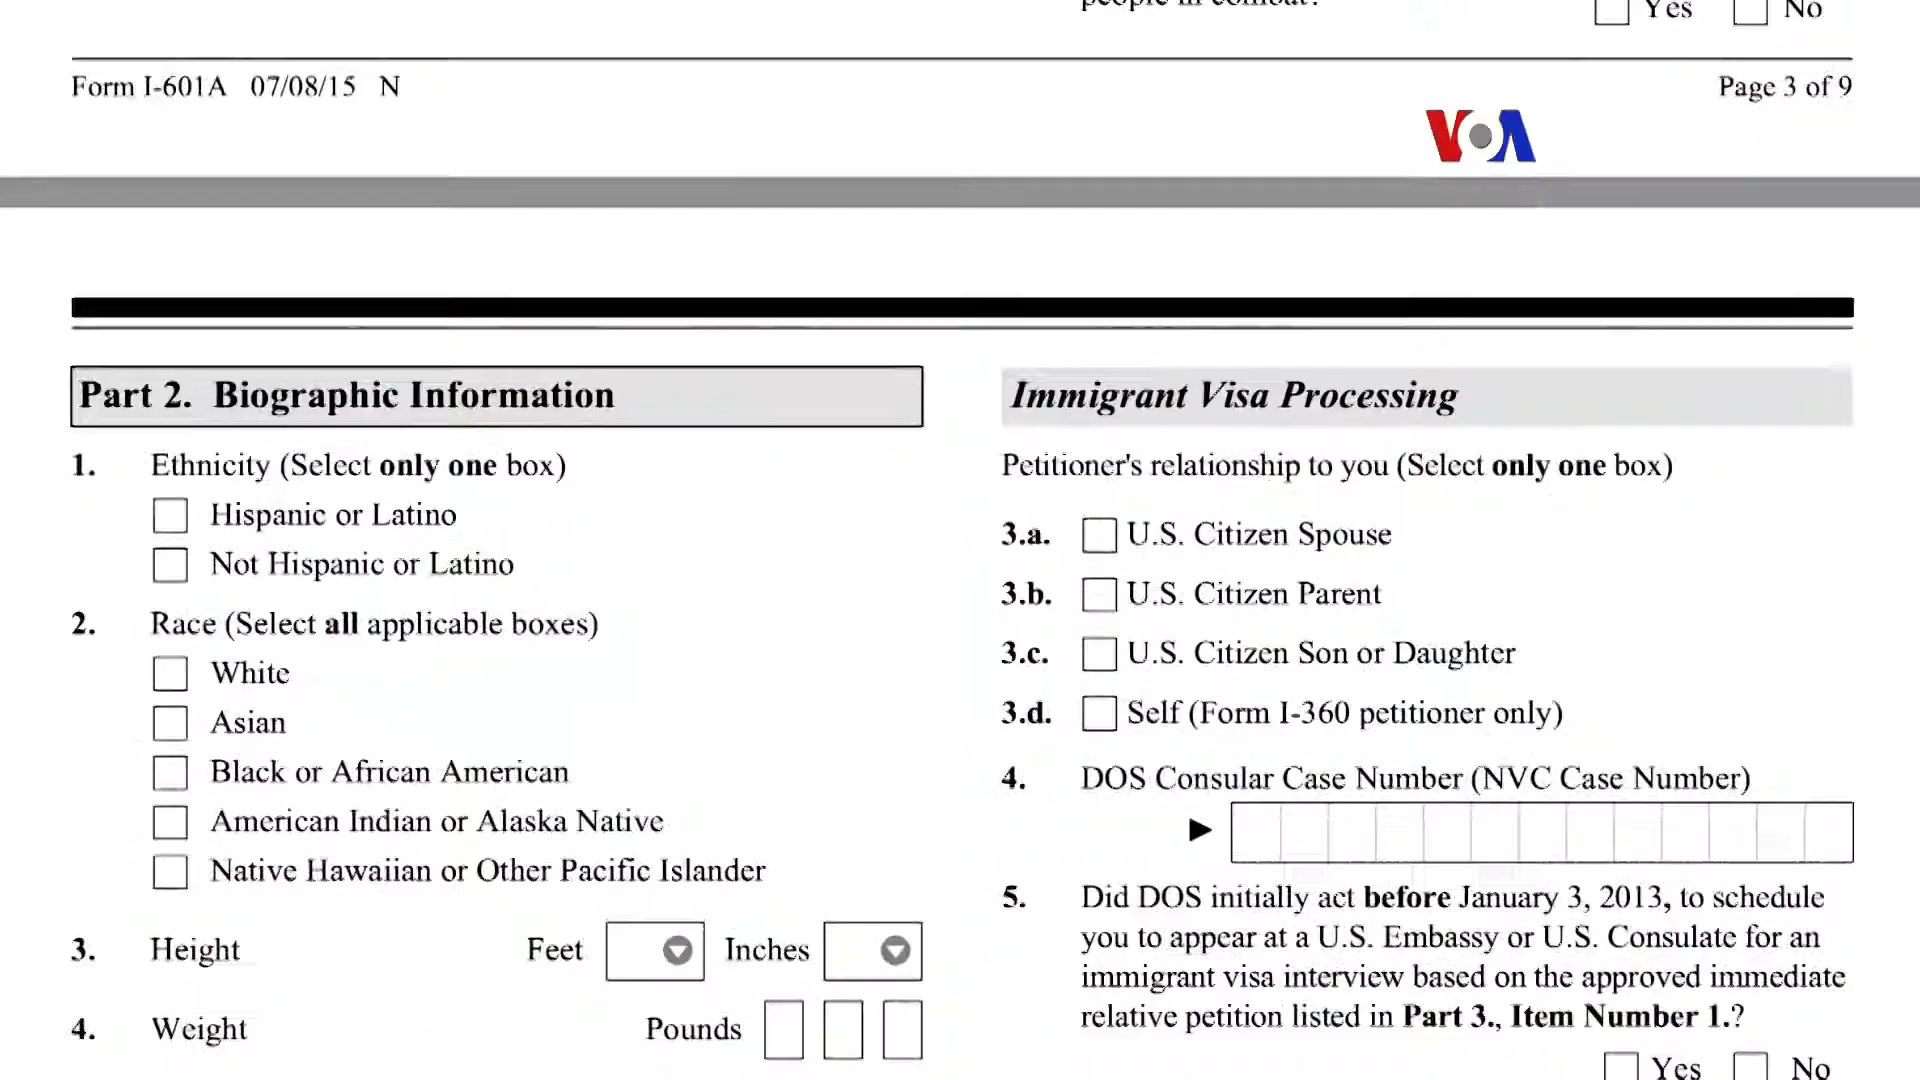 people in combat?
Yes No
Form I-601A 07/08/15 N
Page 3 of 9
VOA
Part 2. Biographic Information
1. Ethnicity (Select only one box)
Hispanic or Latino
Not Hispanic or Latino
2. Race (Select all applicable boxes)
White
Asian
Black or African American
American Indian or Alaska Native
Native Hawaiian or Other Pacific Islander
3. Height Feet Inches
4. Weight Pounds
Immigrant Visa Processing
Petitioner's relationship to you (Select only one box)
3.a. U.S. Citizen Spouse
3.b. U.S. Citizen Parent
3.c. U.S. Citizen Son or Daughter
3.d. Self (Form I-360 petitioner only)
4. DOS Consular Case Number (NVC Case Number)
5. Did DOS initially act before January 3, 2013, to schedule
you to appear at a U.S. Embassy or U.S. Consulate for an
immigrant visa interview based on the approved immediate
relative petition listed in Part 3., Item Number 1.?
Yes No